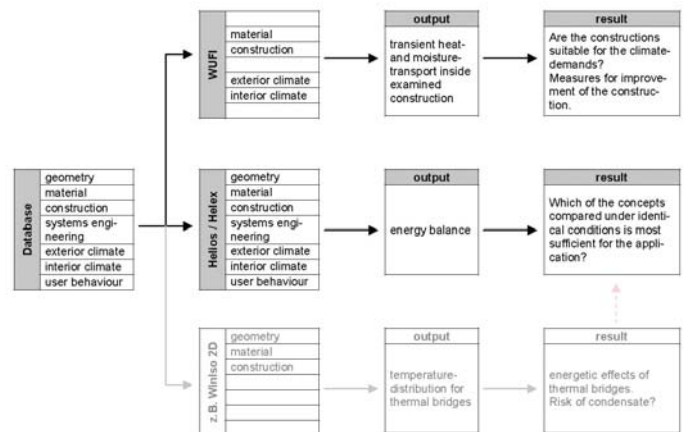 Database
geometry
material
construction
systems engi-
neering
exterior climate
interior climate
user behaviour
WUFI
material
construction
exterior climate
interior climate
output
transient heat-
and moisture-
transport inside
examined
construction
result
Are the constructions
suitable for the climate-
demands?
Measures for improve-
ment of the construc-
tion.
Helios / Helex
geometry
material
construction
systems engi-
neering
exterior climate
interior climate
user behaviour
output
energy balance
result
Which of the concepts
compared under identi-
cal conditions is most
sufficient for the appli-
cation?
z.B. WinIso 2D
geometry
material
construction
output
temperature-
distribution for
thermal bridges
result
energetic effects of
thermal bridges.
Risk of condensate?